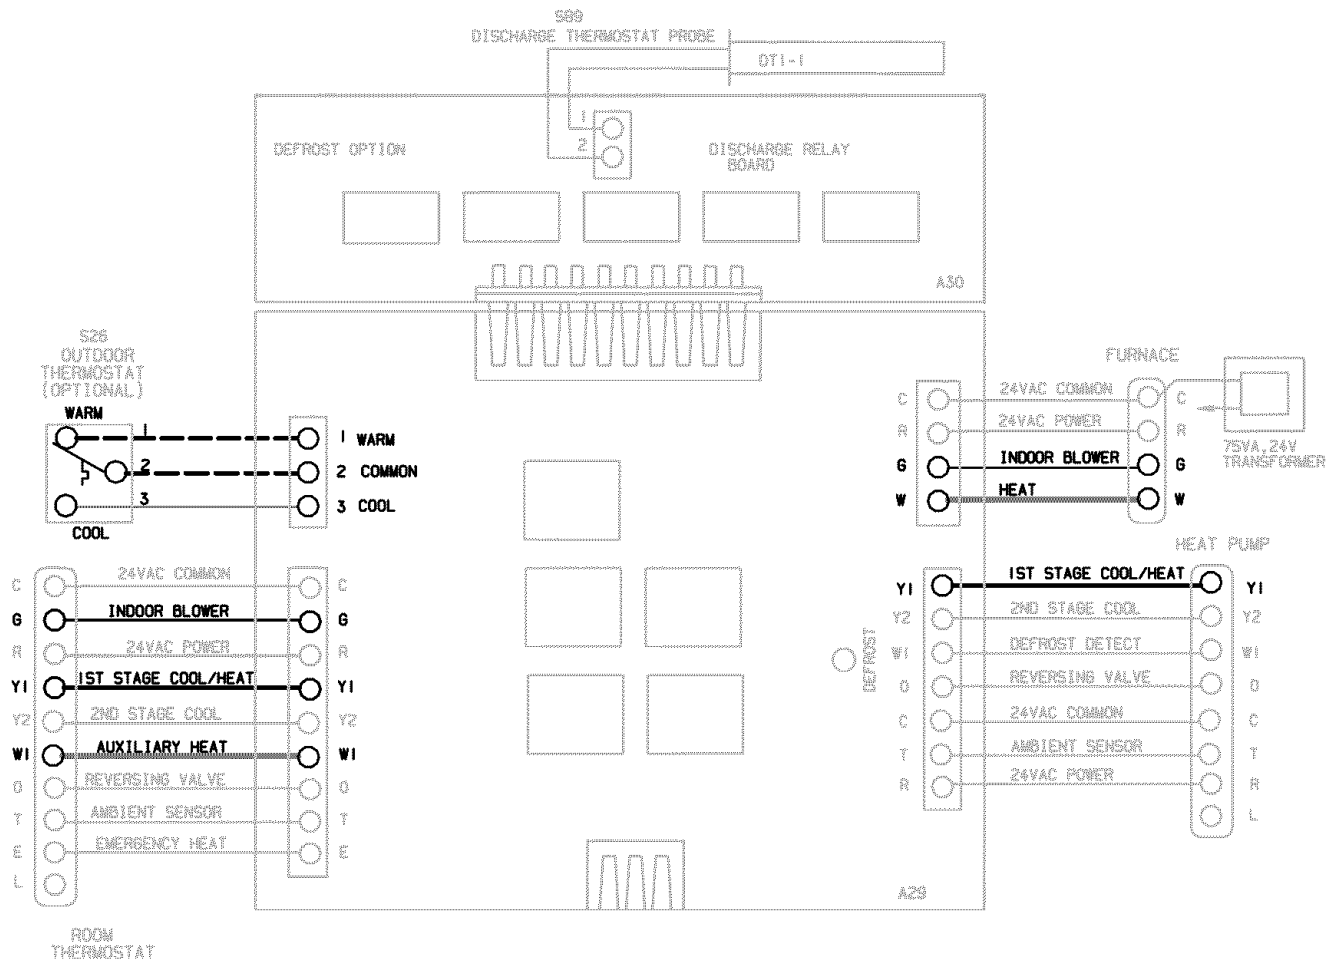 S89
DISCHARGE THERMOSTAT PROBE
DT1-1
1
2
DEFROST OPTION
DISCHARGE RELAY
BOARD
A30
S26
OUTDOOR
THERMOSTAT
(OPTIONAL)
WARM
1
2
3
COOL
1 WARM
2 COMMON
3 COOL
FURNACE
C 24VAC COMMON C
R 24VAC POWER R
G INDOOR BLOWER G
W HEAT W
75VA,24V
TRANSFORMER
HEAT PUMP
C 24VAC COMMON C
G INDOOR BLOWER G
R 24VAC POWER R
Y1 1ST STAGE COOL/HEAT Y1
Y2 2ND STAGE COOL Y2
W1 AUXILIARY HEAT W1
O REVERSING VALVE O
T AMBIENT SENSOR T
E EMERGENCY HEAT E
L
ROOM
THERMOSTAT
DEFROST
Y1 1ST STAGE COOL/HEAT Y1
Y2 2ND STAGE COOL Y2
W1 DEFROST DETECT W1
O REVERSING VALVE O
C 24VAC COMMON C
T AMBIENT SENSOR T
R 24VAC POWER R
L
A29